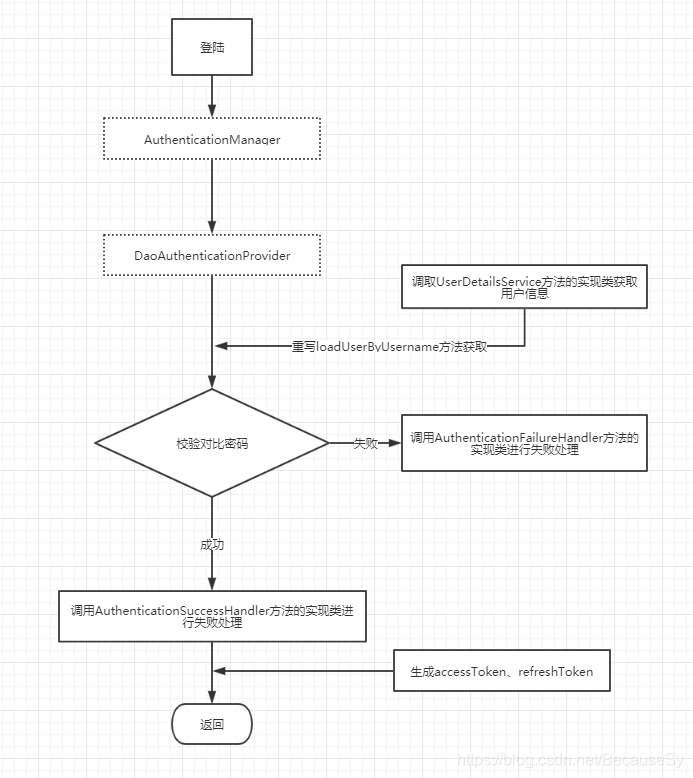 登陆
AuthenticationManager
DaoAuthenticationProvider
调取UserDetailsService方法的实现类获取
用户信息
重写loadUserByUsername方法获取
校验对比密码
失败
调用AuthenticationFailureHandler方法的
实现类进行失败处理
成功
调用AuthenticationSuccessHandler方法的实现类进
行失败处理
生成accessToken、refreshToken
返回
https://blog.csdn.net/BecauseSy